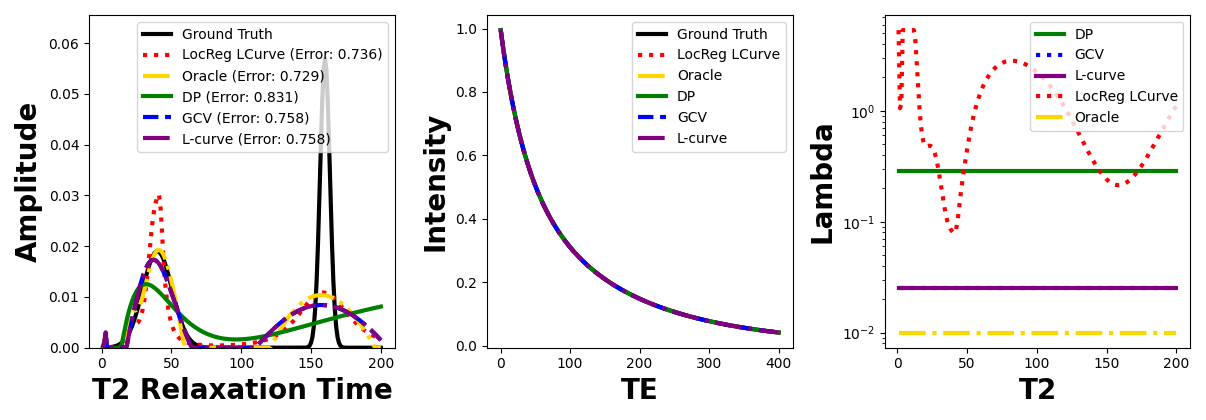 Amplitude
0.06
0.05
0.04
0.03
0.02
0.01
0.00
0
50
100
150
200
T2 Relaxation Time
Ground Truth
LocReg LCurve (Error: 0.736)
Oracle (Error: 0.729)
DP (Error: 0.831)
GCV (Error: 0.758)
L-curve (Error: 0.758)
Intensity
1.0
0.8
0.6
0.4
0.2
0.0
0
100
200
300
400
TE
Ground Truth
LocReg LCurve
Oracle
DP
GCV
L-curve
Lambda
10⁰
10⁻¹
10⁻²
0
50
100
150
200
T2
DP
GCV
L-curve
LocReg LCurve
Oracle